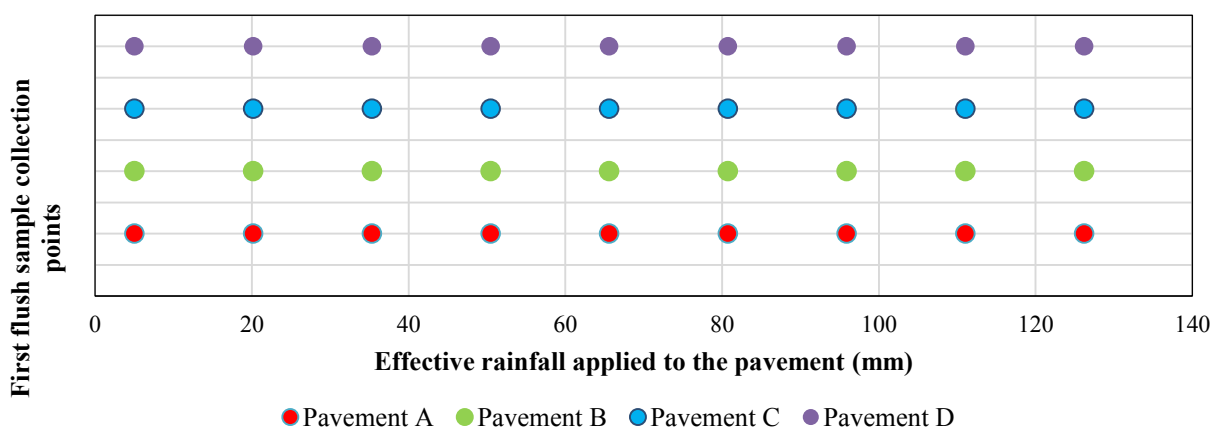 First flush sample collection
points
0 20 40 60 80 100 120 140
Effective rainfall applied to the pavement (mm)
Pavement A Pavement B Pavement C Pavement D